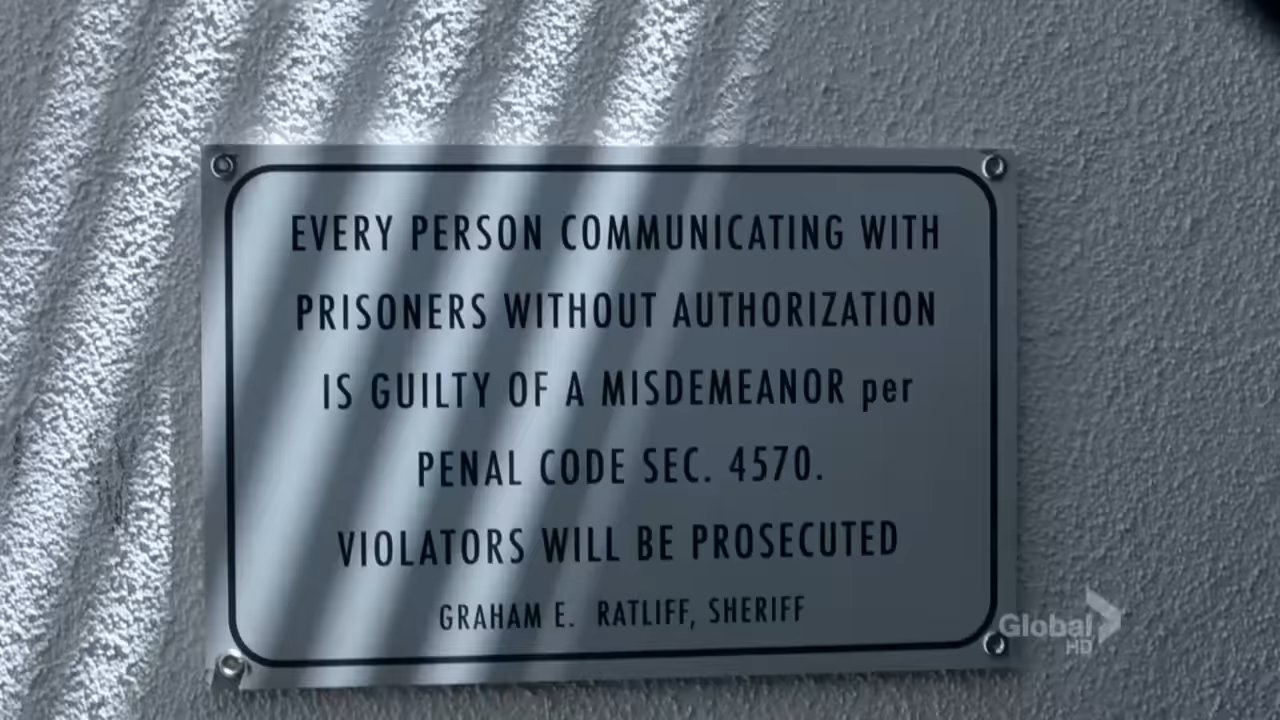 EVERY PERSON COMMUNICATING WITH
PRISONERS WITHOUT AUTHORIZATION
IS GUILTY OF A MISDEMEANOR per
PENAL CODE SEC. 4570.
VIOLATORS WILL BE PROSECUTED
GRAHAM E. RATLIFF, SHERIFF
Global
HD